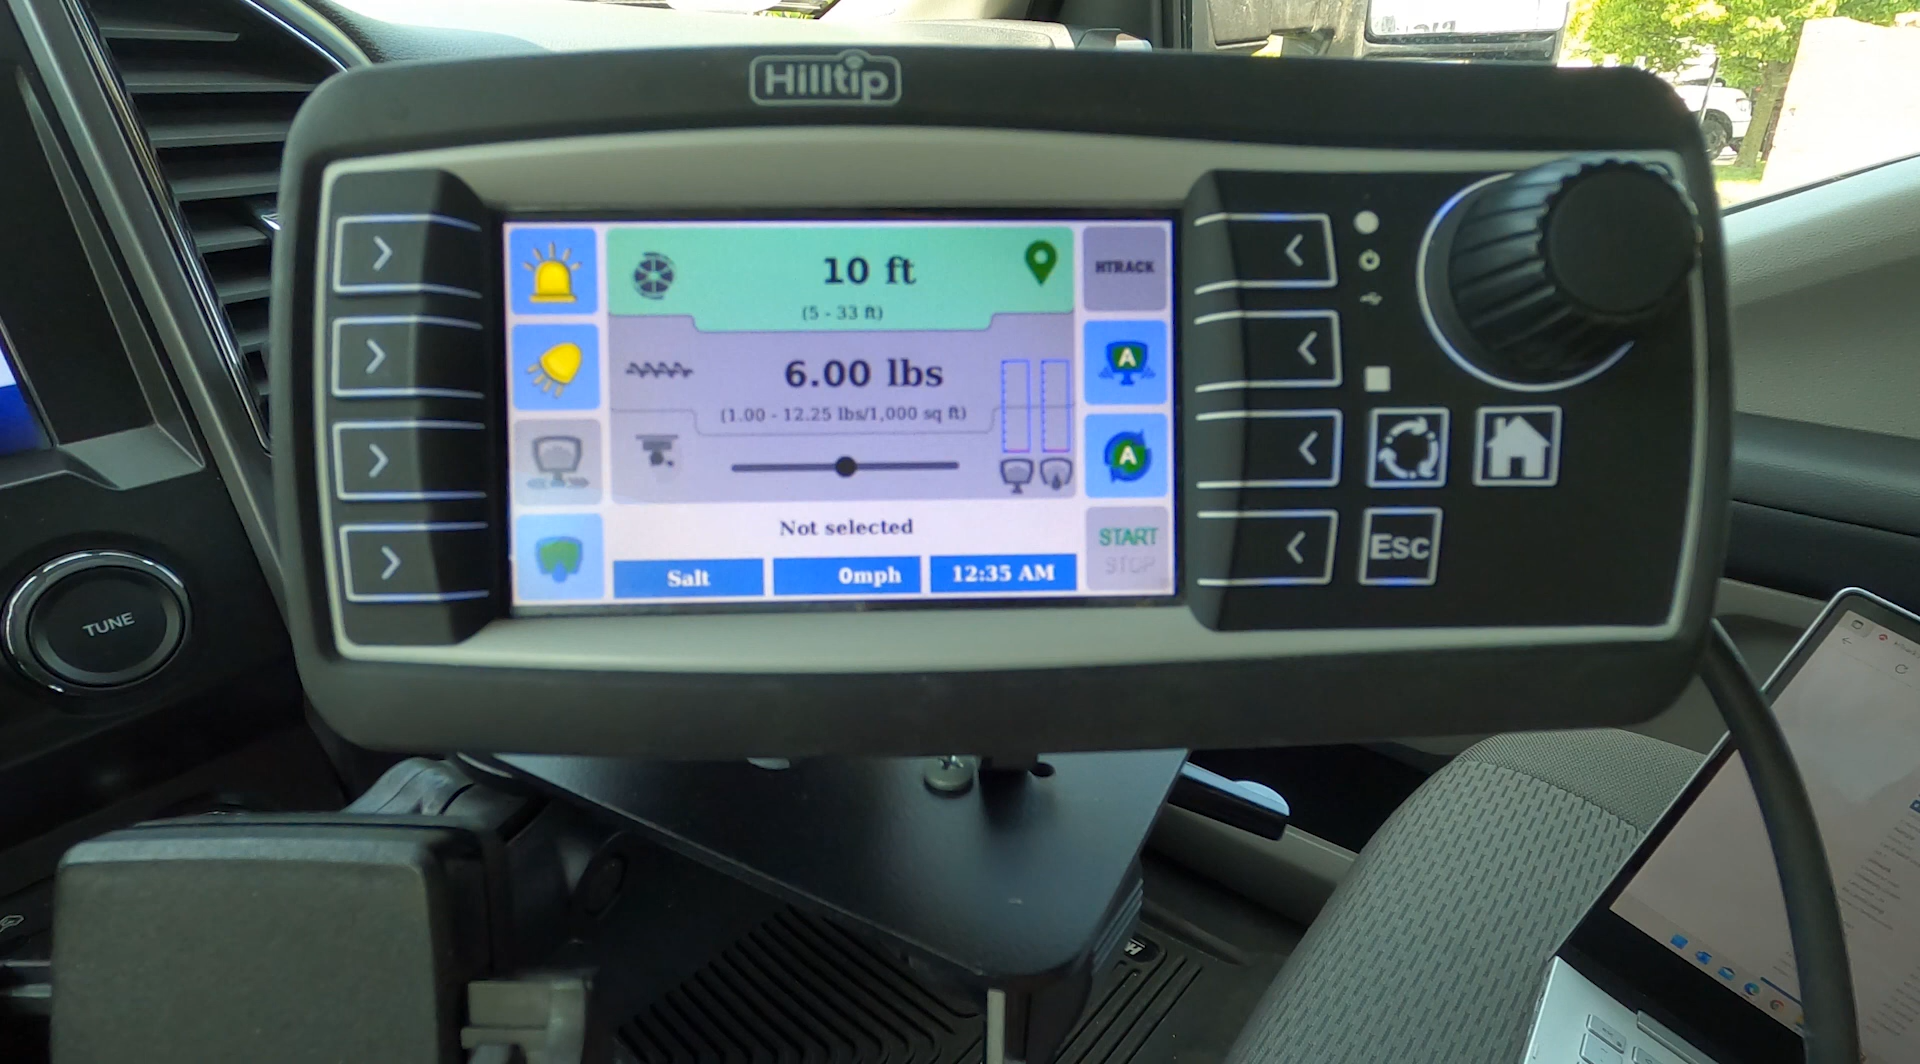 Hilltip
10 ft
(5 - 33 ft)
HTRACK
6.00 lbs
(1.00 - 12.25 lbs/1,000 sq ft)
A
A
Not selected
START
STOP
Salt
0mph
12:35 AM
Esc
TUNE